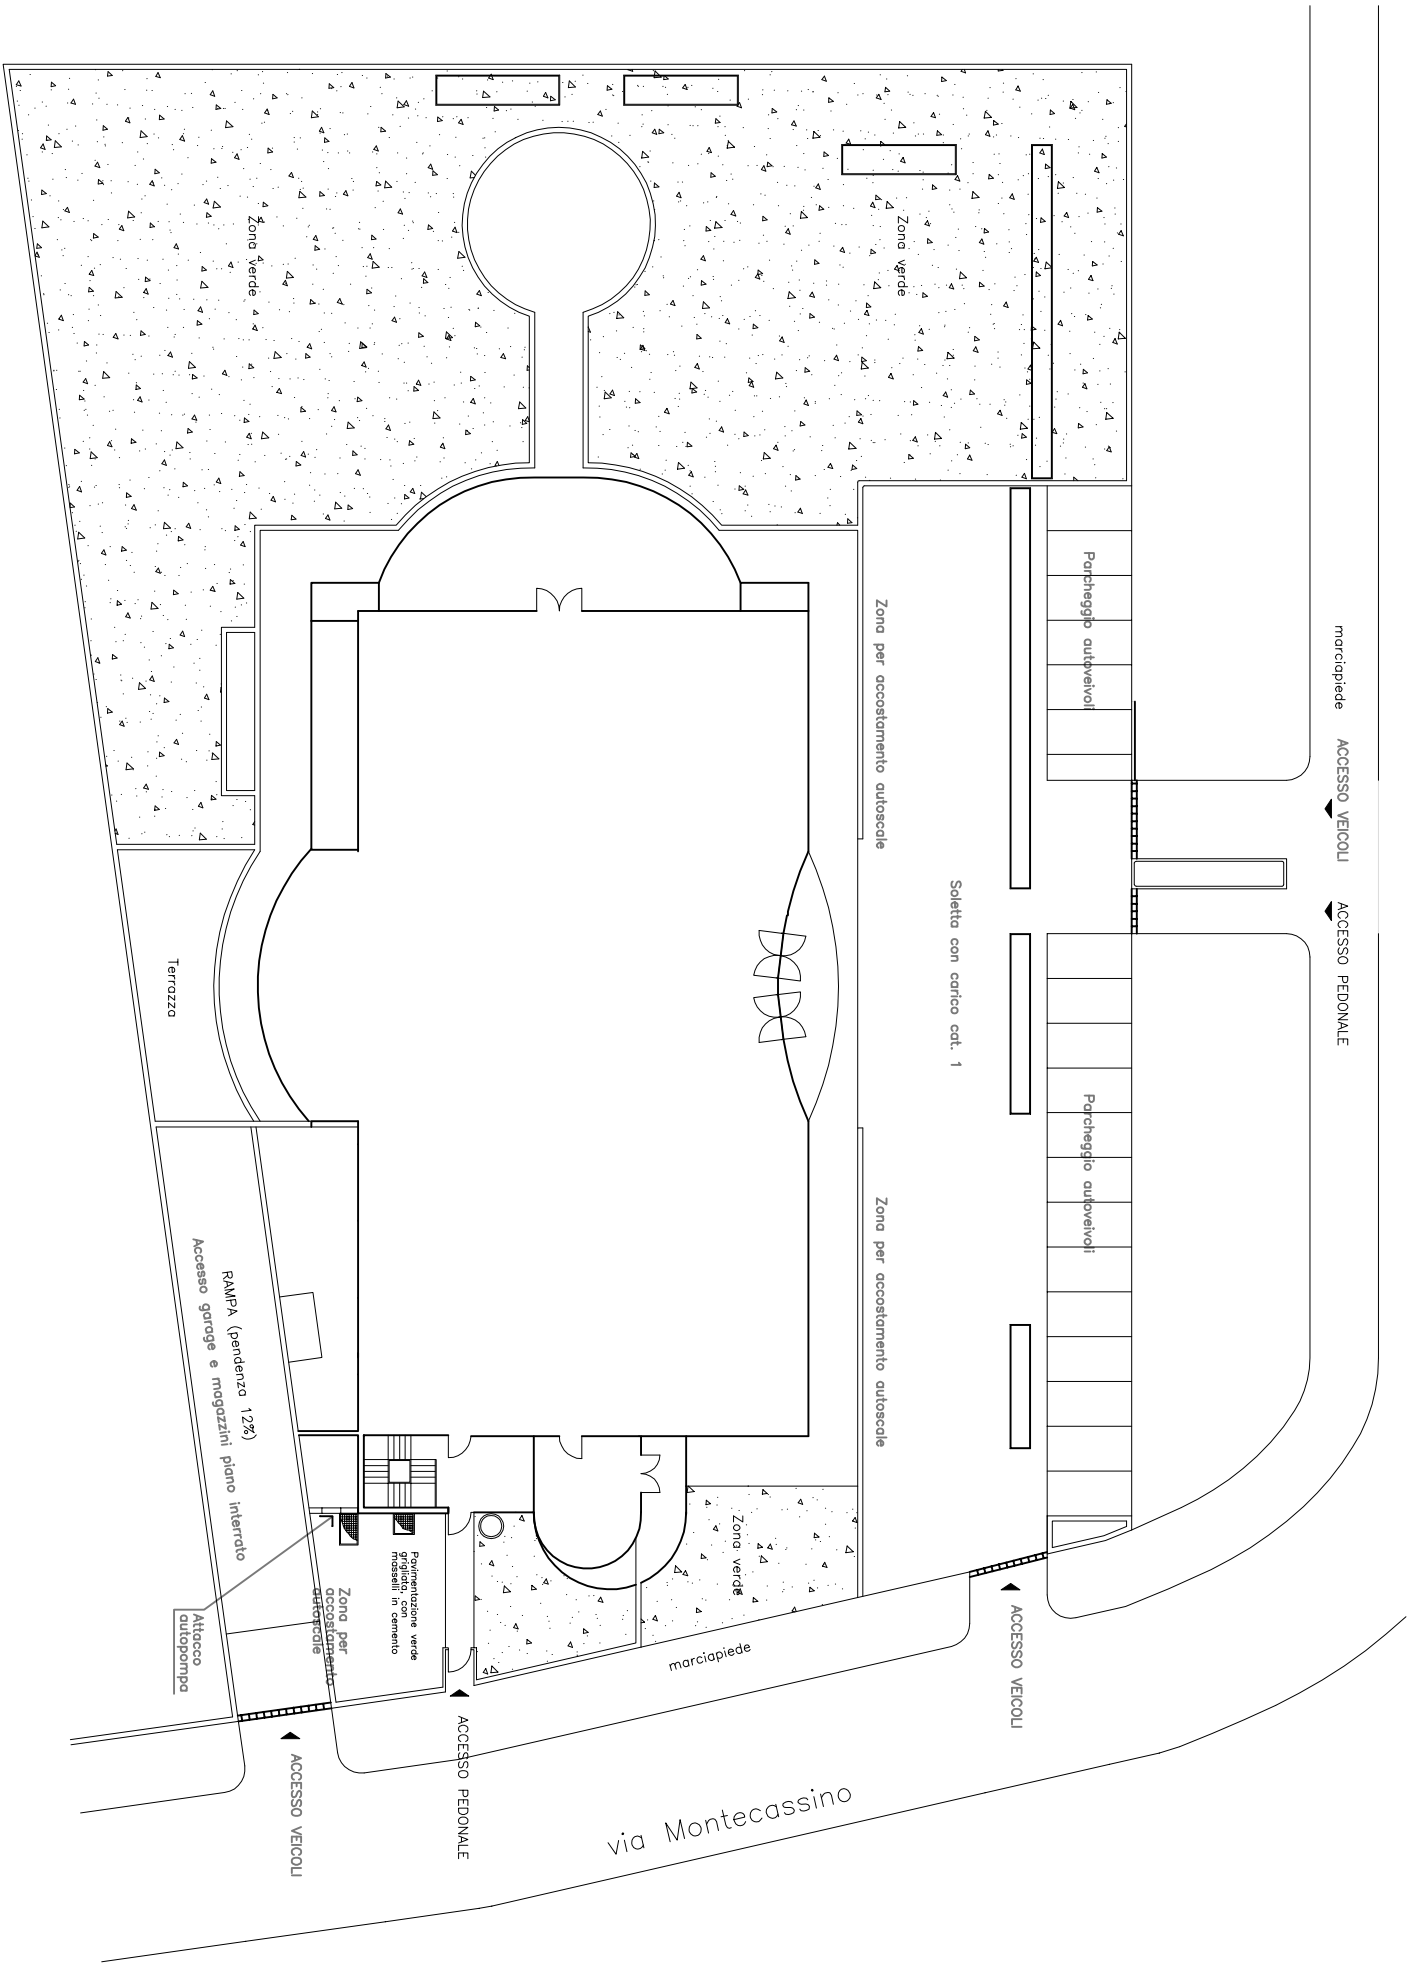 marciapiede
ACCESSO VEICOLI
ACCESSO PEDONALE
Parcheggio autoveivoli
Parcheggio autoveivoli
Soletta con carico cat. 1
Zona verde
Zona per accostamento autoscale
Zona per accostamento autoscale
Zona verde
marciapiede
ACCESSO VEICOLI
Zona verde
Terrazza
RAMPA (pendenza 12%)
Accesso garage e magazzini piano interrato
Pavimentazione verde
grigliata, con
masselli in cemento
Zona per
accostamento
autoscale
Attacco
autopompa
ACCESSO PEDONALE
ACCESSO VEICOLI
via Montecassino